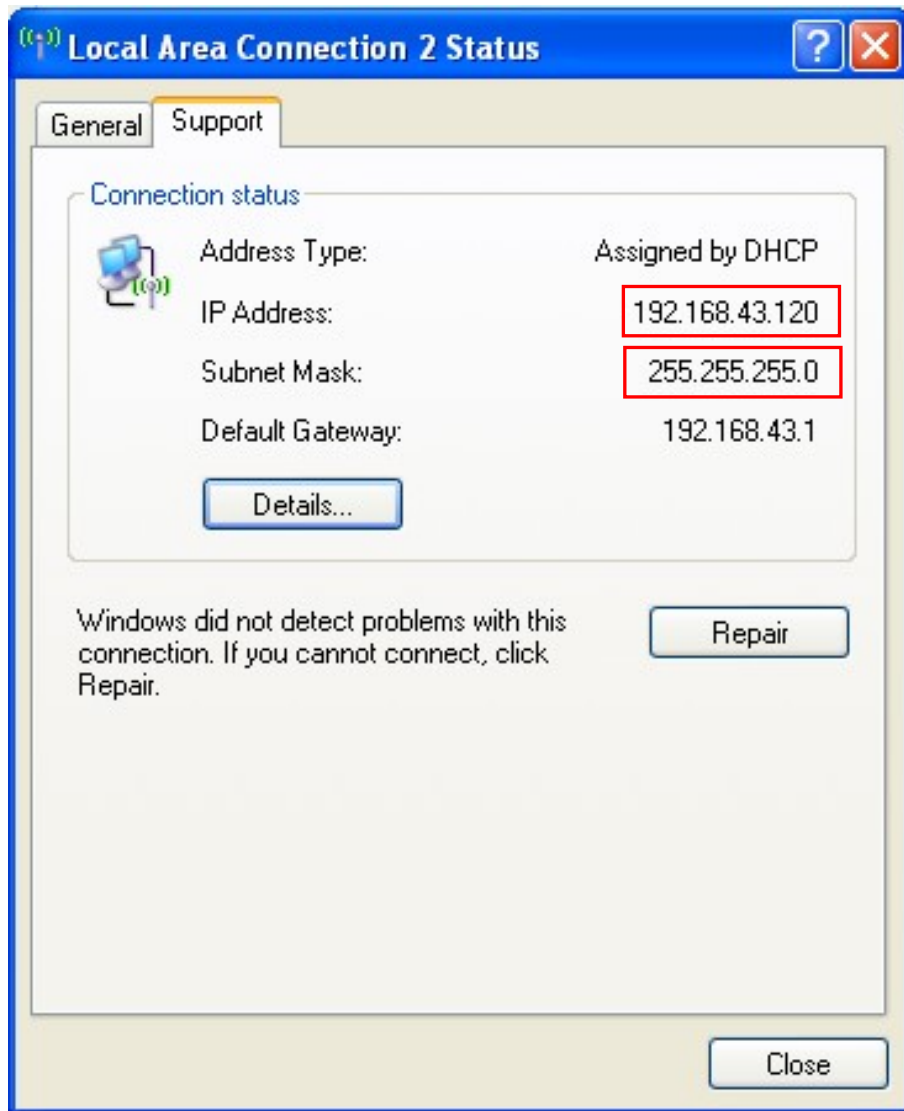 Local Area Connection 2 Status
General Support
Connection status
Address Type: Assigned by DHCP
IP Address: 192.168.43.120
Subnet Mask: 255.255.255.0
Default Gateway: 192.168.43.1
Details...
Windows did not detect problems with this
connection. If you cannot connect, click
Repair.
Repair
Close